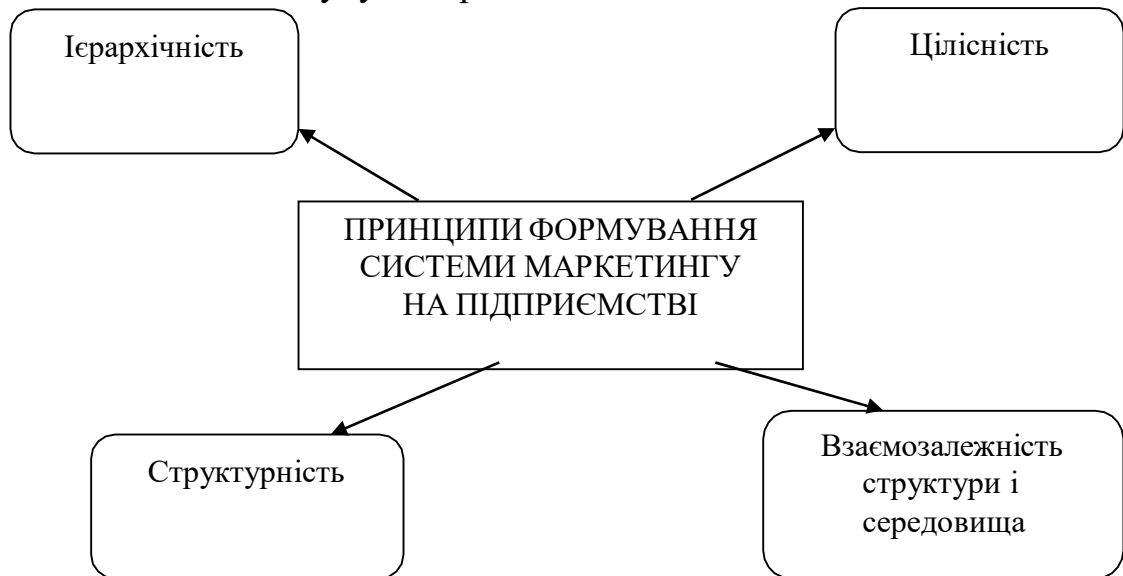 Ієрархічність
Цілісність
ПРИНЦИПИ ФОРМУВАННЯ
СИСТЕМИ МАРКЕТИНГУ
НА ПІДПРИЄМСТВІ
Структурність
Взаємозалежність
структури і
середовища